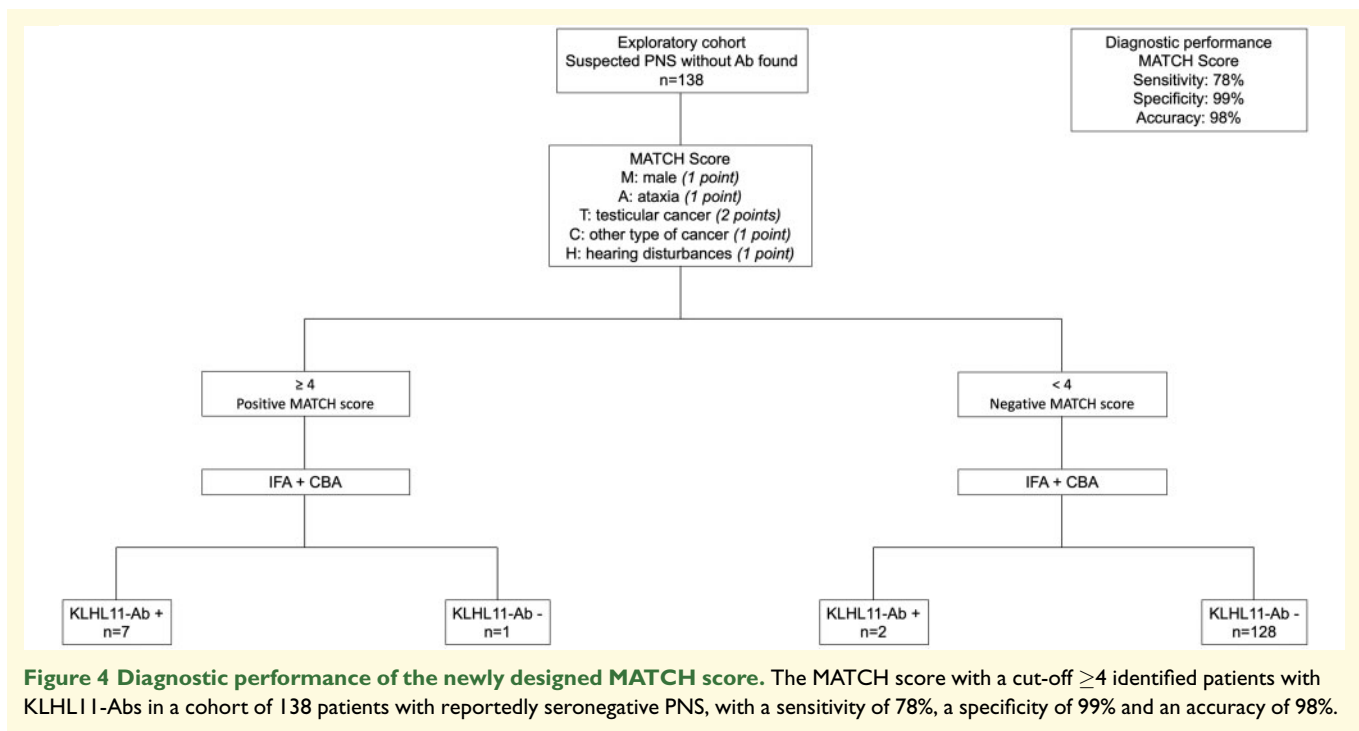 Exploratory cohort
Suspected PNS without Ab found
n=138
Diagnostic performance
MATCH Score
Sensitivity: 78%
Specificity: 99%
Accuracy: 98%
MATCH Score
M: male (1 point)
A: ataxia (1 point)
T: testicular cancer (2 points)
C: other type of cancer (1 point)
H: hearing disturbances (1 point)
≥ 4
Positive MATCH score
< 4
Negative MATCH score
IFA + CBA
IFA + CBA
KLHL11-Ab +
n=7
KLHL11-Ab -
n=1
KLHL11-Ab +
n=2
KLHL11-Ab -
n=128
Figure 4 Diagnostic performance of the newly designed MATCH score. The MATCH score with a cut-off ≥4 identified patients with
KLHL11-Abs in a cohort of 138 patients with reportedly seronegative PNS, with a sensitivity of 78%, a specificity of 99% and an accuracy of 98%.